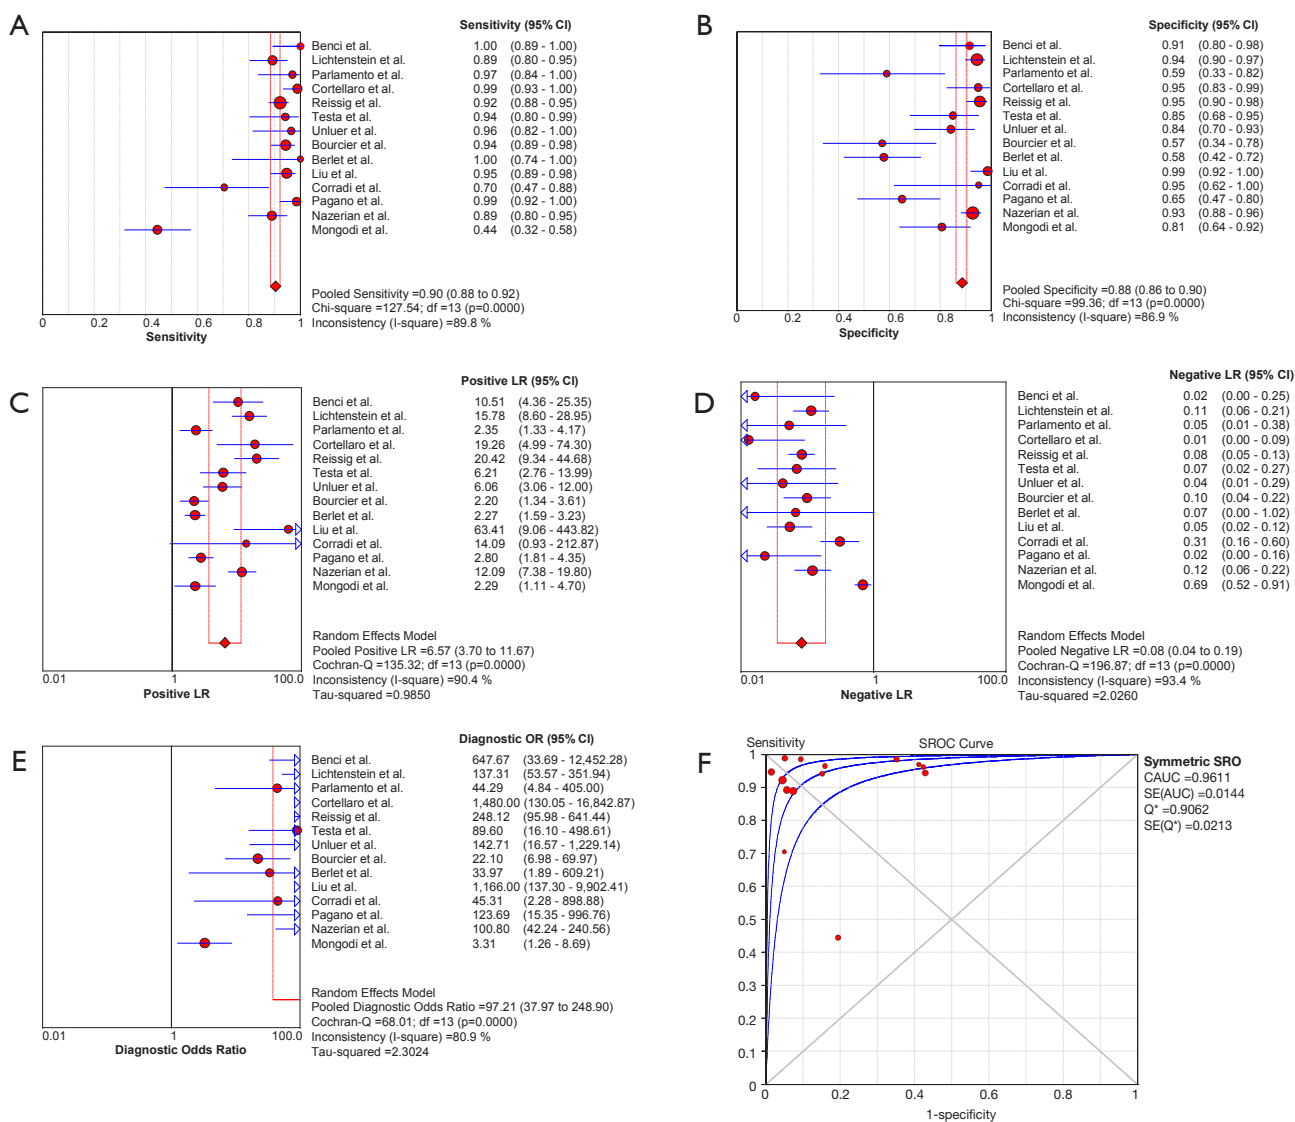 A
Sensitivity (95% CI)
Benci et al. 1.00 (0.89 - 1.00)
Lichtenstein et al. 0.89 (0.80 - 0.95)
Parlamento et al. 0.97 (0.84 - 1.00)
Cortellaro et al. 0.99 (0.93 - 1.00)
Reissig et al. 0.92 (0.88 - 0.95)
Testa et al. 0.94 (0.80 - 0.99)
Unluer et al. 0.96 (0.82 - 1.00)
Bourcier et al. 0.94 (0.89 - 0.98)
Berlet et al. 1.00 (0.74 - 1.00)
Liu et al. 0.95 (0.89 - 0.98)
Corradi et al. 0.70 (0.47 - 0.88)
Pagano et al. 0.99 (0.92 - 1.00)
Nazerian et al. 0.89 (0.80 - 0.95)
Mongodi et al. 0.44 (0.32 - 0.58)
Pooled Sensitivity =0.90 (0.88 to 0.92)
Chi-square =127.54; df =13 (p=0.0000)
Inconsistency (I-square) =89.8 %
0 0.2 0.4 0.6 0.8 1
Sensitivity
B
Specificity (95% CI)
Benci et al. 0.91 (0.80 - 0.98)
Lichtenstein et al. 0.94 (0.90 - 0.97)
Parlamento et al. 0.59 (0.33 - 0.82)
Cortellaro et al. 0.95 (0.83 - 0.99)
Reissig et al. 0.95 (0.90 - 0.98)
Testa et al. 0.85 (0.68 - 0.95)
Unluer et al. 0.84 (0.70 - 0.93)
Bourcier et al. 0.57 (0.34 - 0.78)
Berlet et al. 0.58 (0.42 - 0.72)
Liu et al. 0.99 (0.92 - 1.00)
Corradi et al. 0.95 (0.62 - 1.00)
Pagano et al. 0.65 (0.47 - 0.80)
Nazerian et al. 0.93 (0.88 - 0.96)
Mongodi et al. 0.81 (0.64 - 0.92)
Pooled Specificity =0.88 (0.86 to 0.90)
Chi-square =99.36; df =13 (p=0.0000)
Inconsistency (I-square) =86.9 %
0 0.2 0.4 0.6 0.8 1
Specificity
C
Positive LR (95% CI)
Benci et al. 10.51 (4.36 - 25.35)
Lichtenstein et al. 15.78 (8.60 - 28.95)
Parlamento et al. 2.35 (1.33 - 4.17)
Cortellaro et al. 19.26 (4.99 - 74.30)
Reissig et al. 20.42 (9.34 - 44.68)
Testa et al. 6.21 (2.76 - 13.99)
Unluer et al. 6.06 (3.06 - 12.00)
Bourcier et al. 2.20 (1.34 - 3.61)
Berlet et al. 2.27 (1.59 - 3.23)
Liu et al. 63.41 (9.06 - 443.82)
Corradi et al. 14.09 (0.93 - 212.87)
Pagano et al. 2.80 (1.81 - 4.35)
Nazerian et al. 12.09 (7.38 - 19.80)
Mongodi et al. 2.29 (1.11 - 4.70)
Random Effects Model
Pooled Positive LR =6.57 (3.70 to 11.67)
Cochran-Q =135.32; df =13 (p=0.0000)
Inconsistency (I-square) =90.4 %
Tau-squared =0.9850
0.01 1 100.0
Positive LR
D
Negative LR (95% CI)
Benci et al. 0.02 (0.00 - 0.25)
Lichtenstein et al. 0.11 (0.06 - 0.21)
Parlamento et al. 0.05 (0.01 - 0.38)
Cortellaro et al. 0.01 (0.00 - 0.09)
Reissig et al. 0.08 (0.05 - 0.13)
Testa et al. 0.07 (0.02 - 0.27)
Unluer et al. 0.04 (0.01 - 0.29)
Bourcier et al. 0.10 (0.04 - 0.22)
Berlet et al. 0.07 (0.00 - 1.02)
Liu et al. 0.05 (0.02 - 0.12)
Corradi et al. 0.31 (0.16 - 0.60)
Pagano et al. 0.02 (0.00 - 0.16)
Nazerian et al. 0.12 (0.06 - 0.22)
Mongodi et al. 0.69 (0.52 - 0.91)
Random Effects Model
Pooled Negative LR =0.08 (0.04 to 0.19)
Cochran-Q =196.87; df =13 (p=0.0000)
Inconsistency (I-square) =93.4 %
Tau-squared =2.0260
0.01 1 100.0
Negative LR
E
Diagnostic OR (95% CI)
Benci et al. 647.67 (33.69 - 12,452.28)
Lichtenstein et al. 137.31 (53.57 - 351.94)
Parlamento et al. 44.29 (4.84 - 405.00)
Cortellaro et al. 1,480.00 (130.05 - 16,842.87)
Reissig et al. 248.12 (95.98 - 641.44)
Testa et al. 89.60 (16.10 - 498.61)
Unluer et al. 142.71 (16.57 - 1,229.14)
Bourcier et al. 22.10 (6.98 - 69.97)
Berlet et al. 33.97 (1.89 - 609.21)
Liu et al. 1,166.00 (137.30 - 9,902.41)
Corradi et al. 45.31 (2.28 - 898.88)
Pagano et al. 123.69 (15.35 - 996.76)
Nazerian et al. 100.80 (42.24 - 240.56)
Mongodi et al. 3.31 (1.26 - 8.69)
Random Effects Model
Pooled Diagnostic Odds Ratio =97.21 (37.97 to 248.90)
Cochran-Q =68.01; df =13 (p=0.0000)
Inconsistency (I-square) =80.9 %
Tau-squared =2.3024
0.01 1 100.0
Diagnostic Odds Ratio
F
Sensitivity SROC Curve
1
0.9
0.8
0.7
0.6
0.5
0.4
0.3
0.2
0.1
0
0 0.2 0.4 0.6 0.8 1
1-specificity
Symmetric SRO
CAUC =0.9611
SE(AUC) =0.0144
Q* =0.9062
SE(Q*) =0.0213